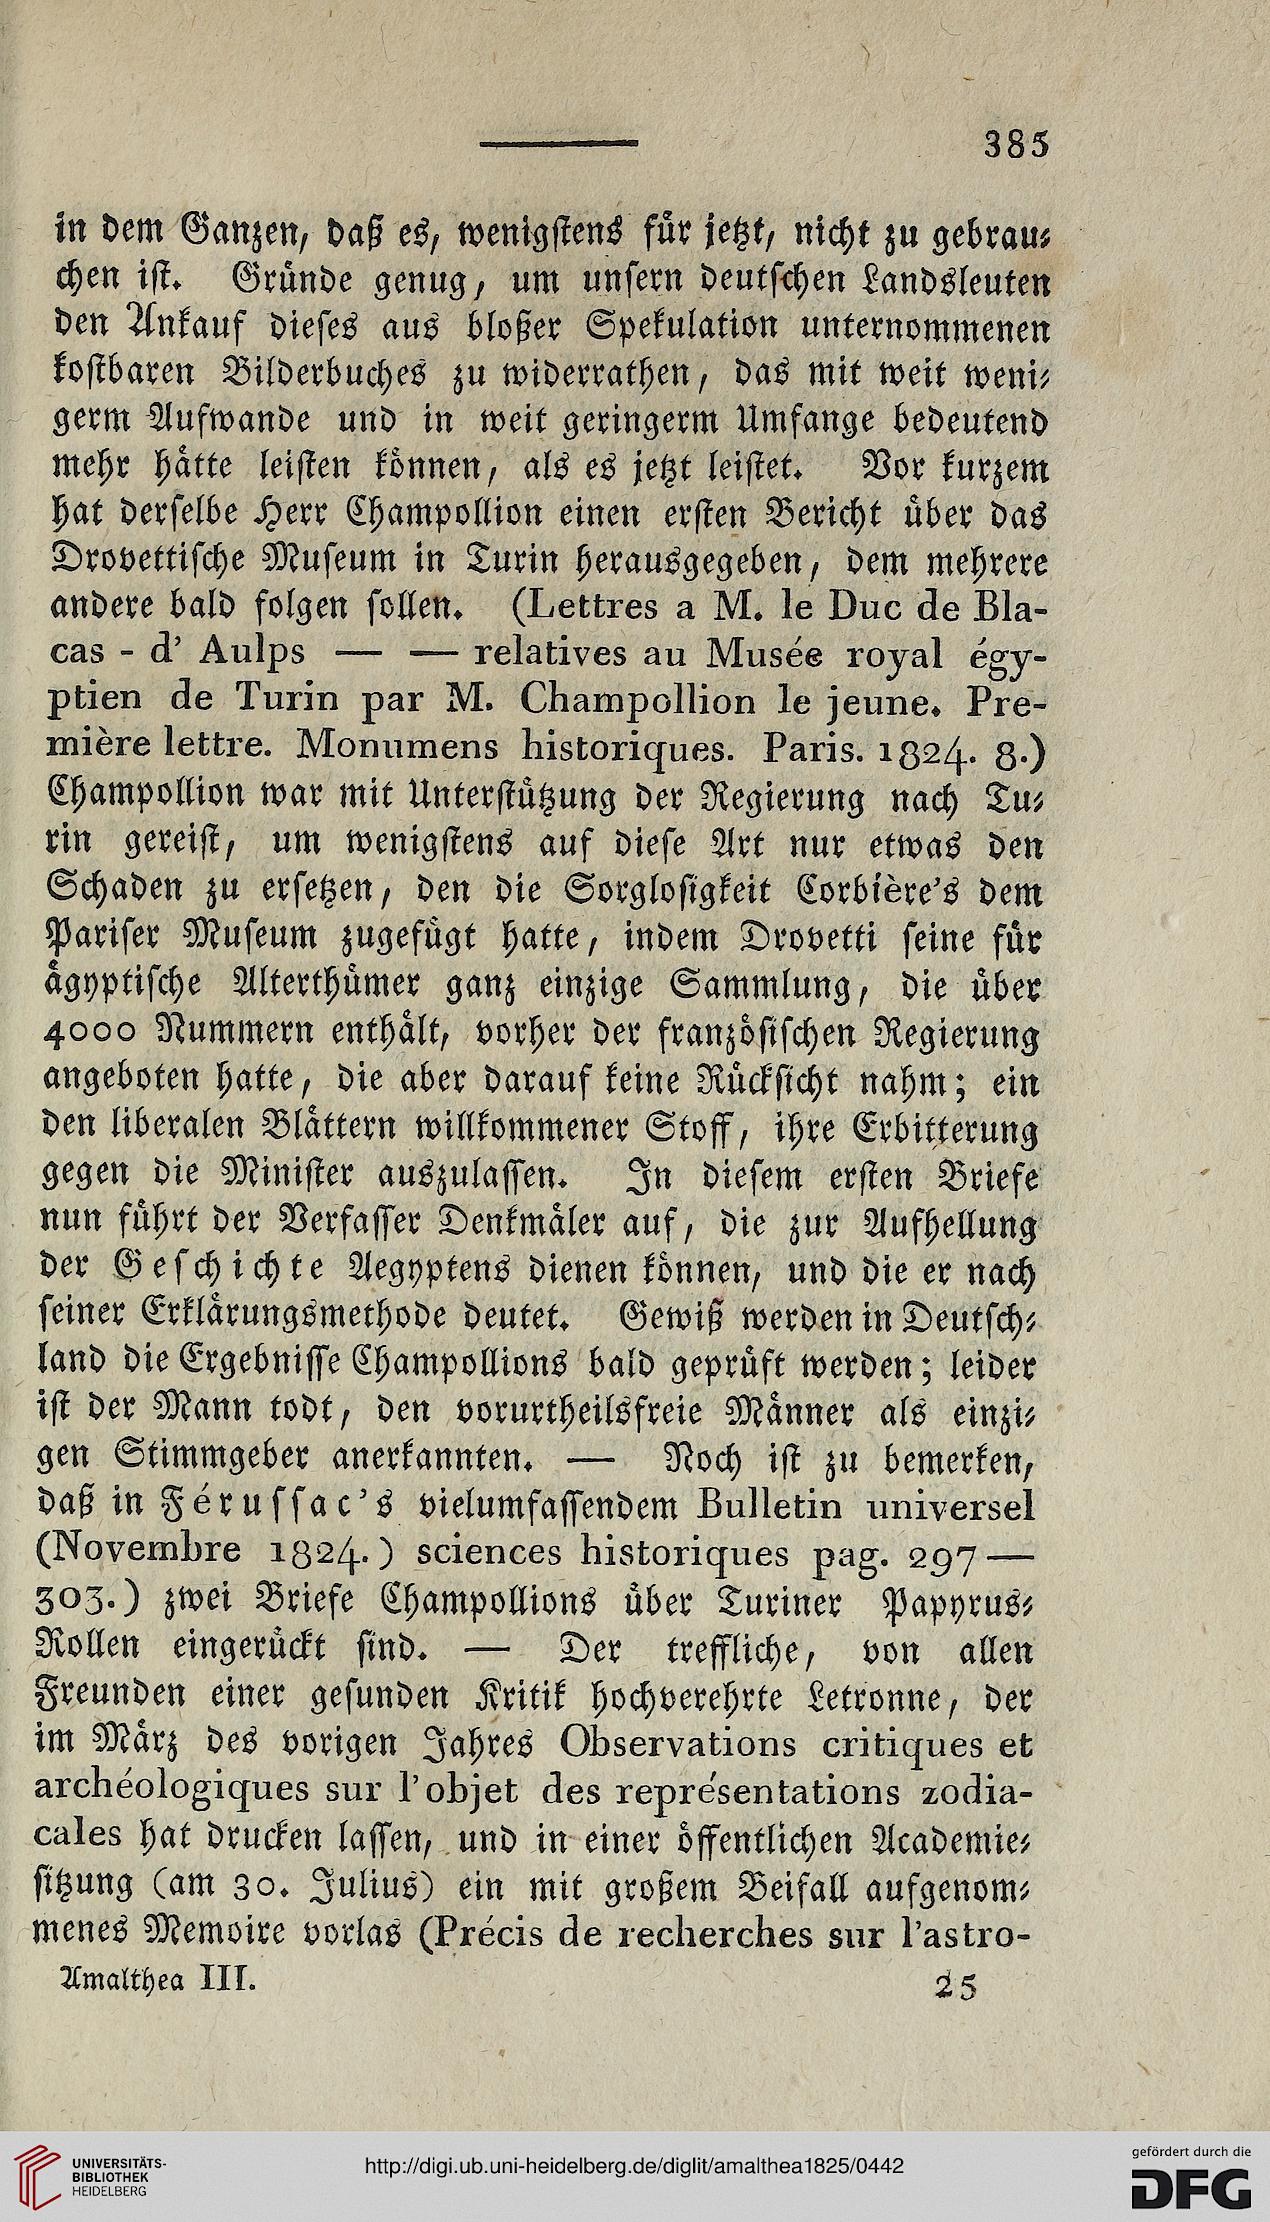 385
in dem Ganzen, daß es, wenigstens für jetzt, nicht zu gebrau-
chen ist. Gründe genug, um unsern deutschen Landsleuten
den Ankauf dieses aus bloßer Spekulation unternommenen
kostbaren Bilderbuches zu widerrathen, das mit weit weni-
germ Aufwande und in weit geringerm Umfange bedeutend
mehr hätte leisten können, als es jetzt leistet. Vor kurzem
hat derselbe Herr Champollion einen ersten Bericht über das
Drovettische Museum in Turin herausgegeben, dem mehrere
andere bald folgen sollen. (Lettres a M. le Duc de Bla-
cas - d' Aulps — — relatives au Musée royal égy-
ptien de Turin par M. Champollion le jeune. Pre-
mière lettre. Monumens historiques. Paris. 1824. 8.)
Champollion war mit Unterstützung der Regierung nach Tu-
rin gereist, um wenigstens auf diese Art nur etwas den
Schaden zu ersetzen, den die Sorglosigkeit Corbière's dem
Pariser Museum zugefügt hatte, indem Drovetti seine für
ägyptische Alterthümer ganz einzige Sammlung, die über
4000 Nummern enthält, vorher der französischen Regierung
angeboten hatte, die aber darauf keine Rücksicht nahm; ein
den liberalen Blättern willkommener Stoff, ihre Erbitterung
gegen die Minister auszulassen. In diesem ersten Briefe
nun führt der Verfasser Denkmäler auf, die zur Aufhellung
der Geschichte Aegyptens dienen können, und die er nach
seiner Erklärungsmethode deutet. Gewiß werden in Deutsch-
land die Ergebnisse Champollions bald geprüft werden; leider
ist der Mann todt, den vorurtheilsfreie Männer als einzi-
gen Stimmgeber anerkannten. — Noch ist zu bemerken,
daß in Férussac's vielumfassendem Bulletin universel
(Novembre 1824.) sciences historiques pag. 297—
303.) zwei Briefe Champollions über Turiner Papyrus-
Rollen eingerückt sind. — Der treffliche, von allen
Freunden einer gesunden Kritik hochverehrte Letronne, der
im März des vorigen Jahres Observations critiques et
archéologiques sur l'objet des représentations zodia-
cales hat drucken lassen, und in einer öffentlichen Academie-
sitzung (am 30. Julius) ein mit großem Beifall aufgenom-
menes Memoire vorlas (Précis de recherches sur l'astro-
Amalthea III. 25
UNIVERSITÄTS-
BIBLIOTHEK
HEIDELBERG
http://digi.ub.uni-heidelberg.de/diglit/amalthea1825/0442
gefördert durch die
DFG